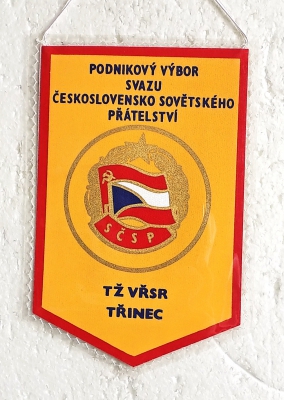 PODNIKOVÝ VÝBOR
SVAZU
ČESKOSLOVENSKO SOVĚTSKÉHO
PŘÁTELSTVÍ
SČSP
TŽ VŘSR
TŘINEC